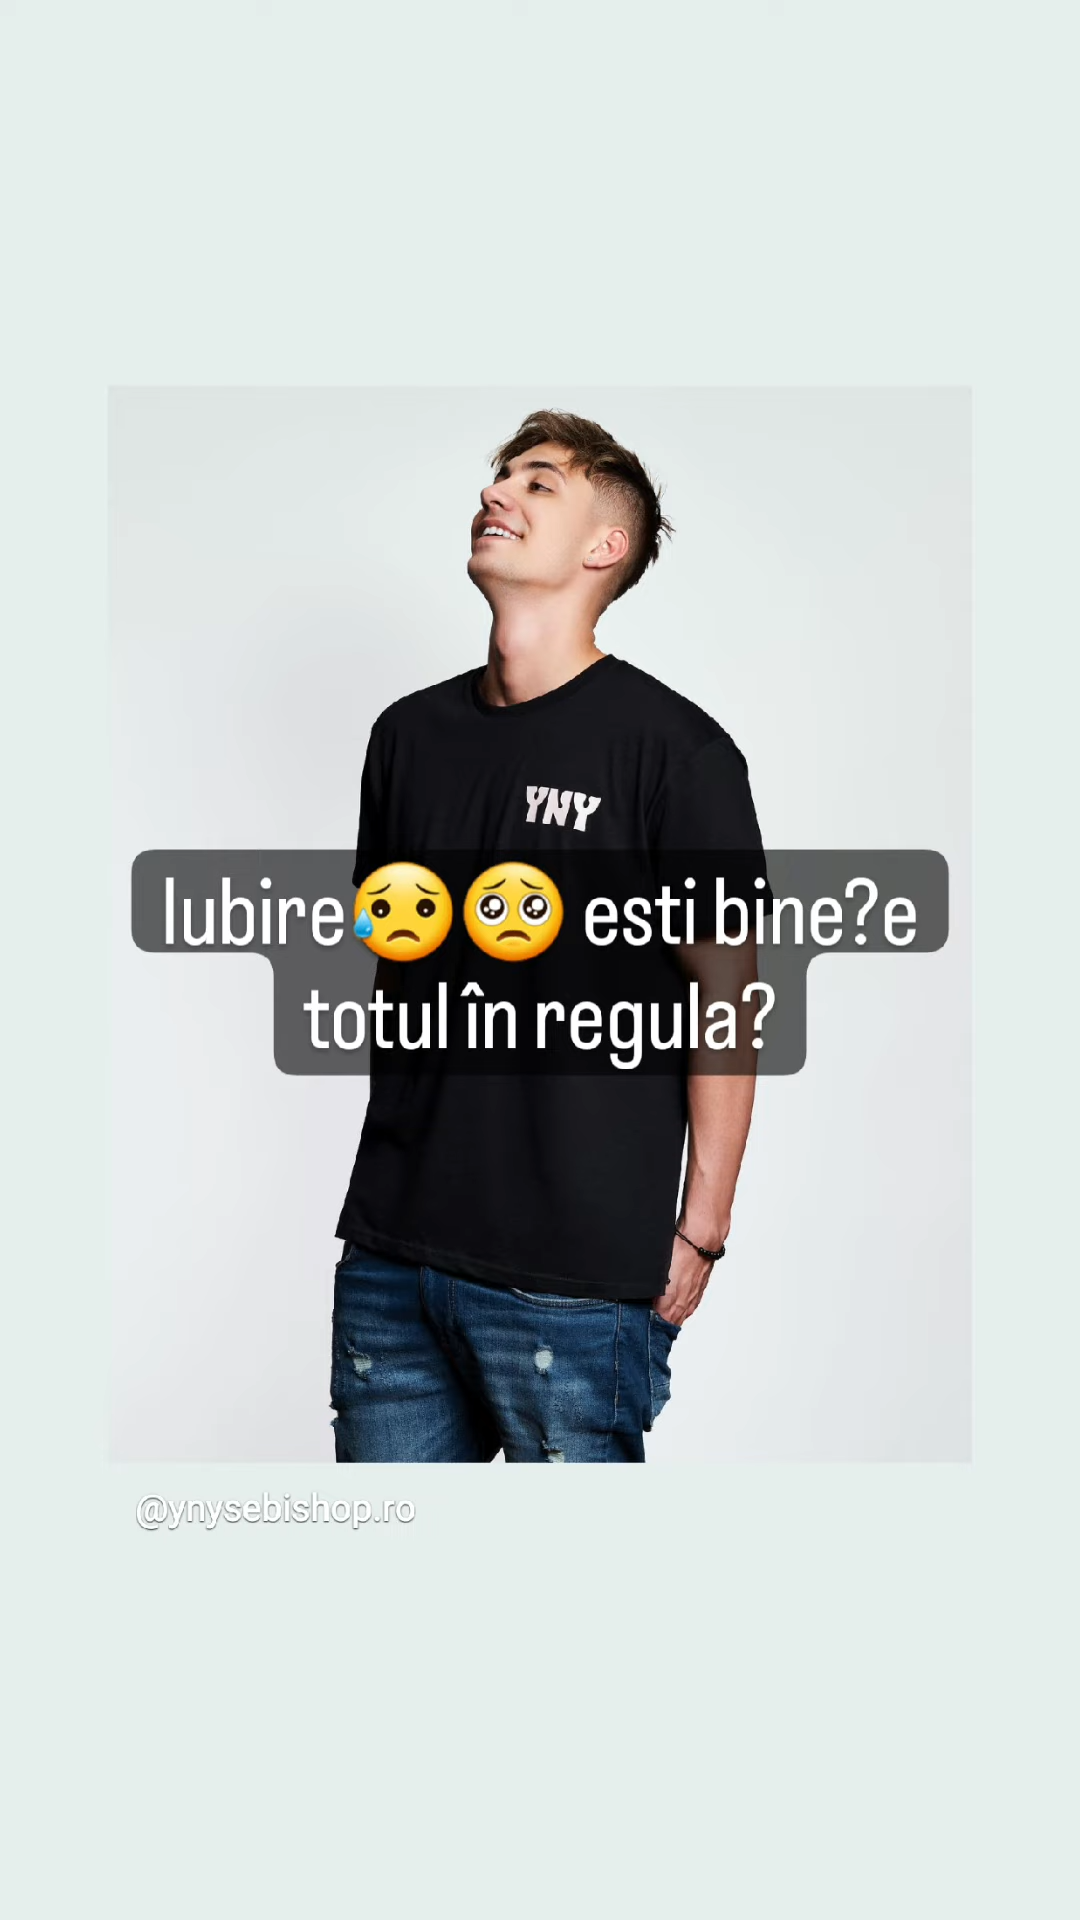 YNY
Iubire😥🥺 esti bine?e
totul în regula?
@ynysebishop.ro